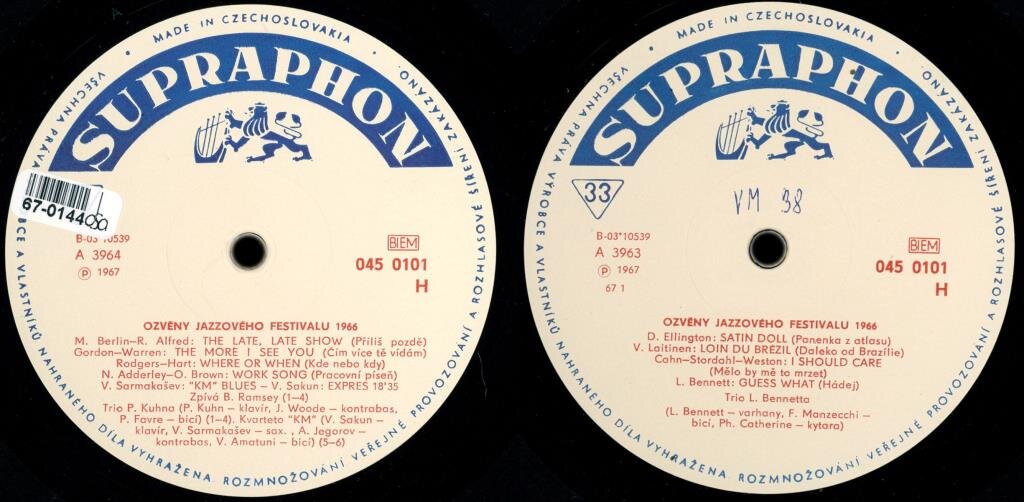 MADE IN CZECHOSLOVAKIA
SUPRAPHON
VŠECHNA PRÁVA VÝROBCE A VLASTNÍKŮ NAHRANÉHO DÍLA VYHRAŽENA. ROZMNOŽOVÁNÍ VEŘEJNÉ PROVOZOVÁNÍ A ROZHLASOVÉ ŠÍŘENÍ ZAKÁZÁNO
67-0144
B-03*10539
A 3964
Ⓟ 1967
BIEM
045 0101
H
OZVĚNY JAZZOVÉHO FESTIVALU 1966
M. Berlin—R. Alfred: THE LATE, LATE SHOW (Příliš pozdě)
Gordon—Warren: THE MORE I SEE YOU (Čím více tě vídám)
Rodgers—Hart: WHERE OR WHEN (Kde nebo kdy)
N. Adderley—O. Brown: WORK SONG (Pracovní píseň)
V. Sarmakašev: "KM" BLUES — V. Sakun: EXPRES 18'35
Zpívá B. Ramsey (1—4)
Trio P. Kuhna (P. Kuhn — klavír, J. Woode — kontrabas,
P. Favre — bicí) (1—4). Kvarteto "KM" (V. Sakun —
klavír, V. Sarmakašev — sax., A. Jegorov —
kontrabas, V. Amatuni — bicí) (5—6)
MADE IN CZECHOSLOVAKIA
SUPRAPHON
VŠECHNA PRÁVA VÝROBCE A VLASTNÍKŮ NAHRANÉHO DÍLA VYHRAŽENA. ROZMNOŽOVÁNÍ VEŘEJNÉ PROVOZOVÁNÍ A ROZHLASOVÉ ŠÍŘENÍ ZAKÁZÁNO
33
VM 38
B-03*10539
A 3963
Ⓟ 1967
67 1
BIEM
045 0101
H
OZVĚNY JAZZOVÉHO FESTIVALU 1966
D. Ellington: SATIN DOLL (Panenka z atlasu)
V. Laitinen: LOIN DU BRÉZIL (Daleko od Brazílie)
Cahn—Stordahl—Weston: I SHOULD CARE
(Mělo by mě to mrzet)
L. Bennett: GUESS WHAT (Hádej)
Trio L. Bennetta
(L. Bennett — varhany, F. Manzecchi —
bicí, Ph. Catherine — kytara)